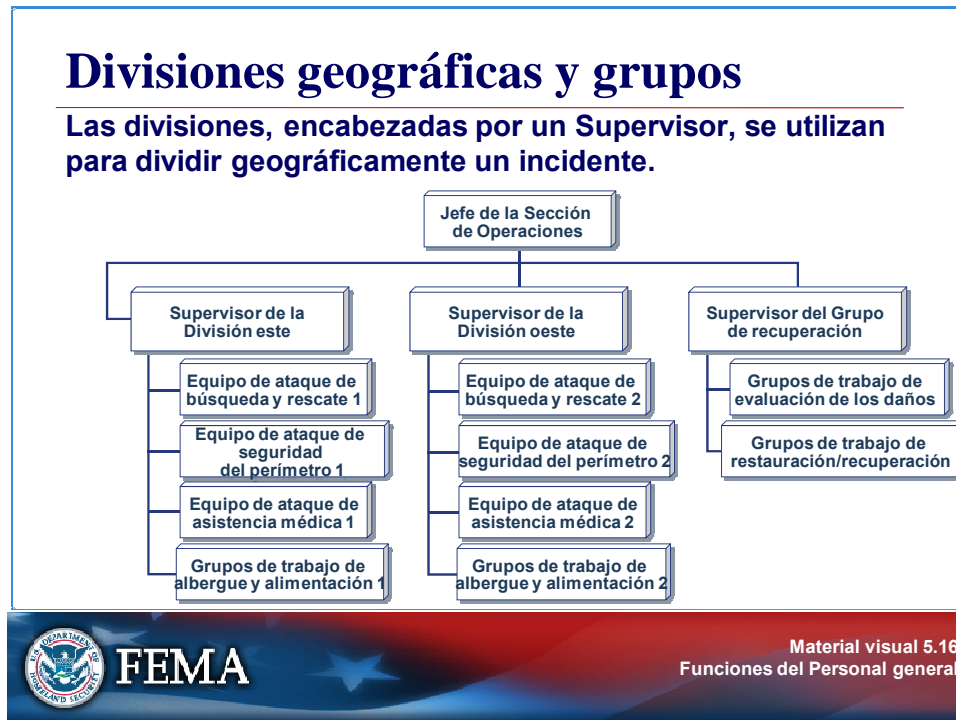 Divisiones geográficas y grupos
Las divisiones, encabezadas por un Supervisor, se utilizan
para dividir geográficamente un incidente.
Jefe de la Sección
de Operaciones
Supervisor de la
División este
Equipo de ataque de
búsqueda y rescate 1
Equipo de ataque de
seguridad
del perímetro 1
Equipo de ataque de
asistencia médica 1
Grupos de trabajo de
albergue y alimentación 1
Supervisor de la
División oeste
Equipo de ataque de
búsqueda y rescate 2
Equipo de ataque de
seguridad del perímetro 2
Equipo de ataque de
asistencia médica 2
Grupos de trabajo de
albergue y alimentación 2
Supervisor del Grupo
de recuperación
Grupos de trabajo de
evaluación de los daños
Grupos de trabajo de
restauración/recuperación
U.S. DEPARTMENT OF
HOMELAND SECURITY
FEMA
Material visual 5.16
Funciones del Personal general